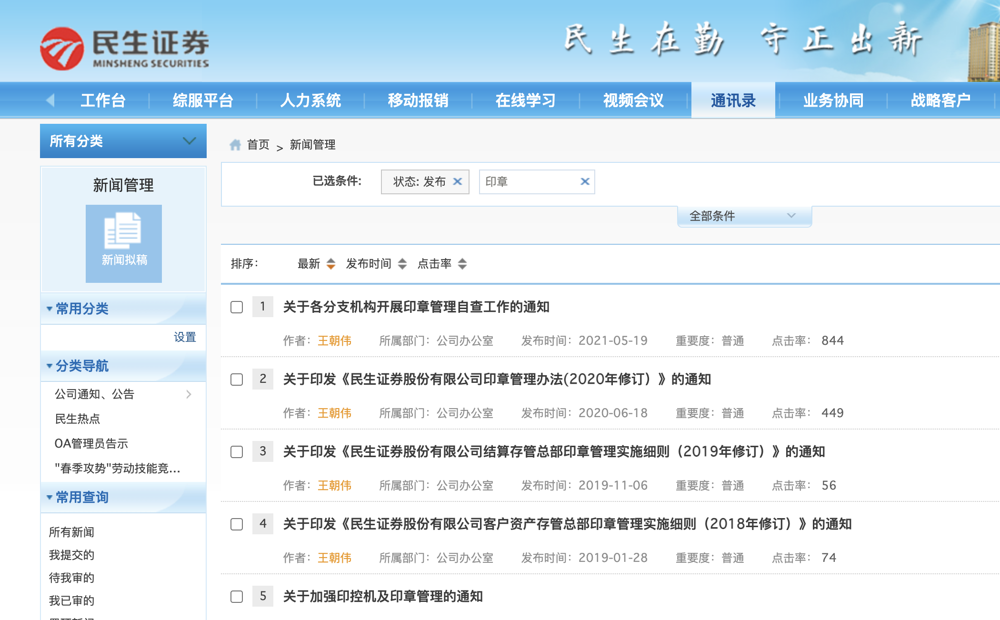 民生证券
MINSHENG SECURITIES
民生在勤 守正出新
工作台 综服平台 人力系统 移动报销 在线学习 视频会议 通讯录 业务协同 战略客户
所有分类
首页 > 新闻管理
新闻管理
新闻拟稿
已选条件: 状态: 发布 印章
全部条件
排序: 最新 发布时间 点击率
常用分类
设置
分类导航
公司通知、公告
民生热点
OA管理员告示
"春季攻势"劳动技能竞...
常用查询
所有新闻
我提交的
待我审的
我已审的
1 关于各分支机构开展印章管理自查工作的通知
作者: 王朝伟 所属部门: 公司办公室 发布时间: 2021-05-19 重要度: 普通 点击率: 844
2 关于印发《民生证券股份有限公司印章管理办法(2020年修订）》的通知
作者: 王朝伟 所属部门: 公司办公室 发布时间: 2020-06-18 重要度: 普通 点击率: 449
3 关于印发《民生证券股份有限公司结算存管总部印章管理实施细则（2019年修订）》的通知
作者: 王朝伟 所属部门: 公司办公室 发布时间: 2019-11-06 重要度: 普通 点击率: 56
4 关于印发《民生证券股份有限公司客户资产存管总部印章管理实施细则（2018年修订）》的通知
作者: 王朝伟 所属部门: 公司办公室 发布时间: 2019-01-28 重要度: 普通 点击率: 74
5 关于加强印控机及印章管理的通知